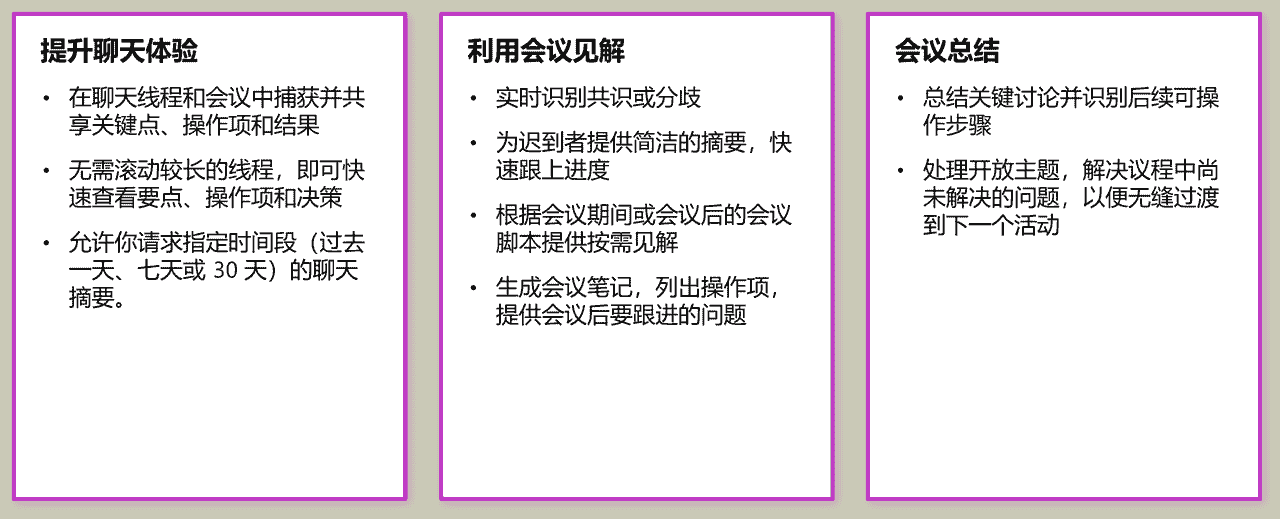 提升聊天体验
• 在聊天线程和会议中捕获并共
享关键点、操作项和结果
• 无需滚动较长的线程，即可快
速查看要点、操作项和决策
• 允许你请求指定时间段（过去
一天、七天或 30 天）的聊天
摘要。
利用会议见解
• 实时识别共识或分歧
• 为迟到者提供简洁的摘要，快
速跟上进度
• 根据会议期间或会议后的会议
脚本提供按需见解
• 生成会议笔记，列出操作项，
提供会议后要跟进的问题
会议总结
• 总结关键讨论并识别后续可操
作步骤
• 处理开放主题，解决议程中尚
未解决的问题，以便无缝过渡
到下一个活动